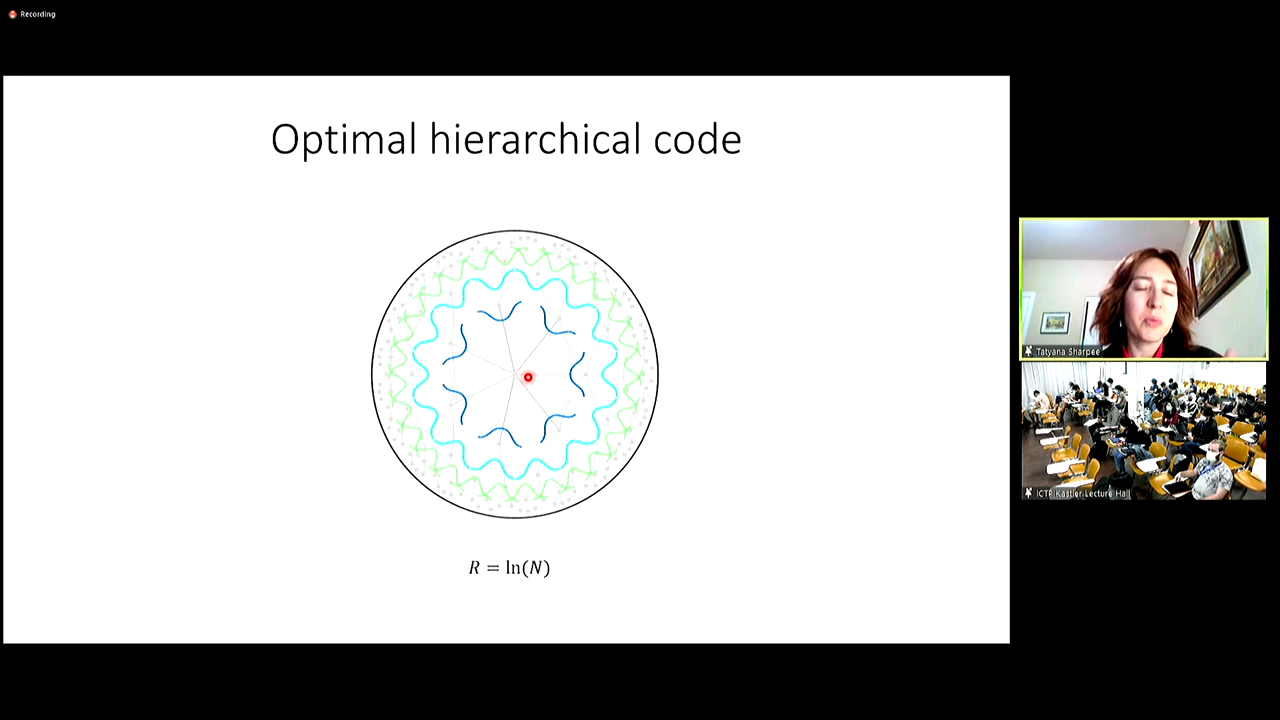 Recording
Optimal hierarchical code
R = ln(N)
Tatyana Sharpee
ICTP Kastler Lecture Hall